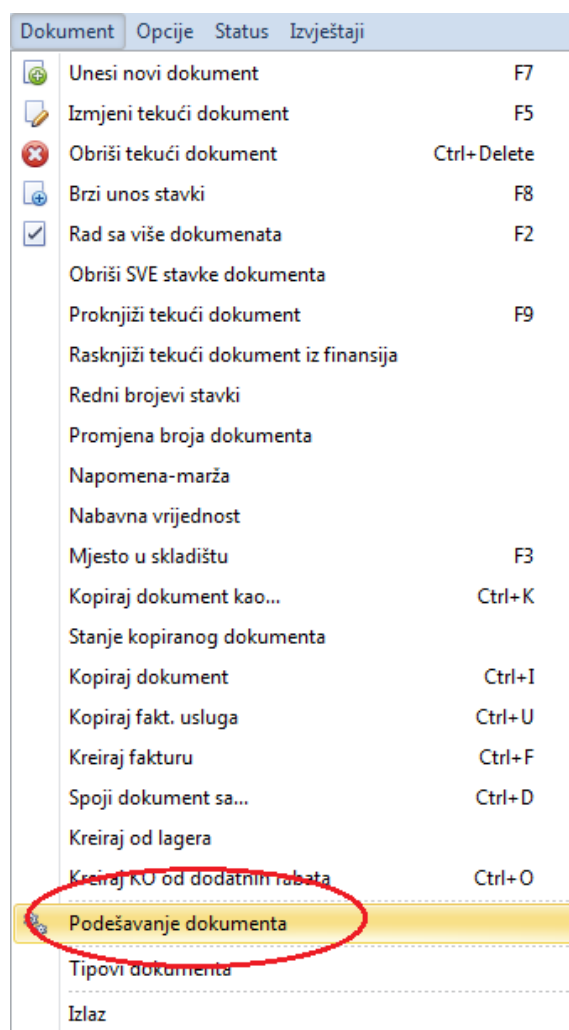 Dokument Opcije Status Izvještaji
Unesi novi dokument F7
Izmjeni tekući dokument F5
Obriši tekući dokument Ctrl+Delete
Brzi unos stavki F8
Rad sa više dokumenata F2
Obriši SVE stavke dokumenta
Proknjiži tekući dokument F9
Rasknjiži tekući dokument iz finansija
Redni brojevi stavki
Promjena broja dokumenta
Napomena-marža
Nabavna vrijednost
Mjesto u skladištu F3
Kopiraj dokument kao... Ctrl+K
Stanje kopiranog dokumenta
Kopiraj dokument Ctrl+I
Kopiraj fakt. usluga Ctrl+U
Kreiraj fakturu Ctrl+F
Spoji dokument sa... Ctrl+D
Kreiraj od lagera
Kreiraj KO od dodatnih rabata Ctrl+O
Podešavanje dokumenta
Tipovi dokumenta
Izlaz